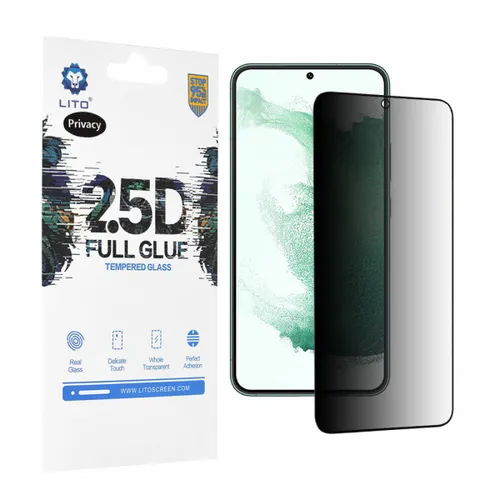 LITO®
STOP
95%
IMPACT
Privacy
2.5D
FULL GLUE
TEMPERED GLASS
Real
Glass
Delicate
Touch
Whole
Transparent
Perfect
Adhesion
WWW.LITOSCREEN.COM